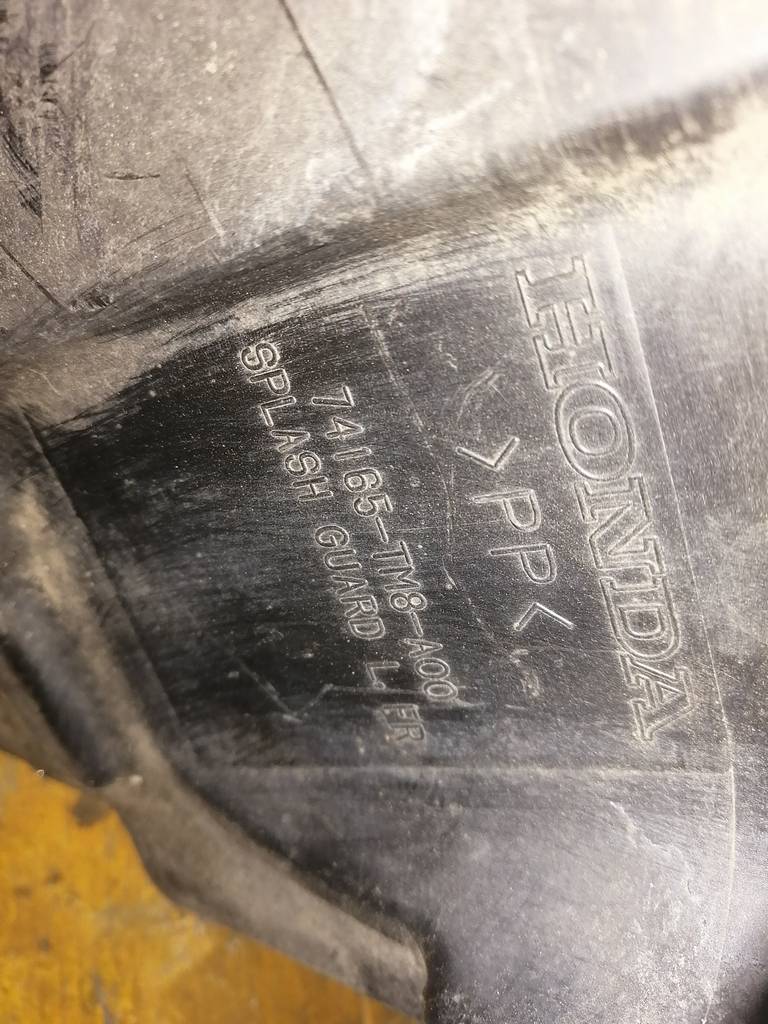 HONDA
>PP<
74165-TM8-A00
SPLASH GUARD L FR